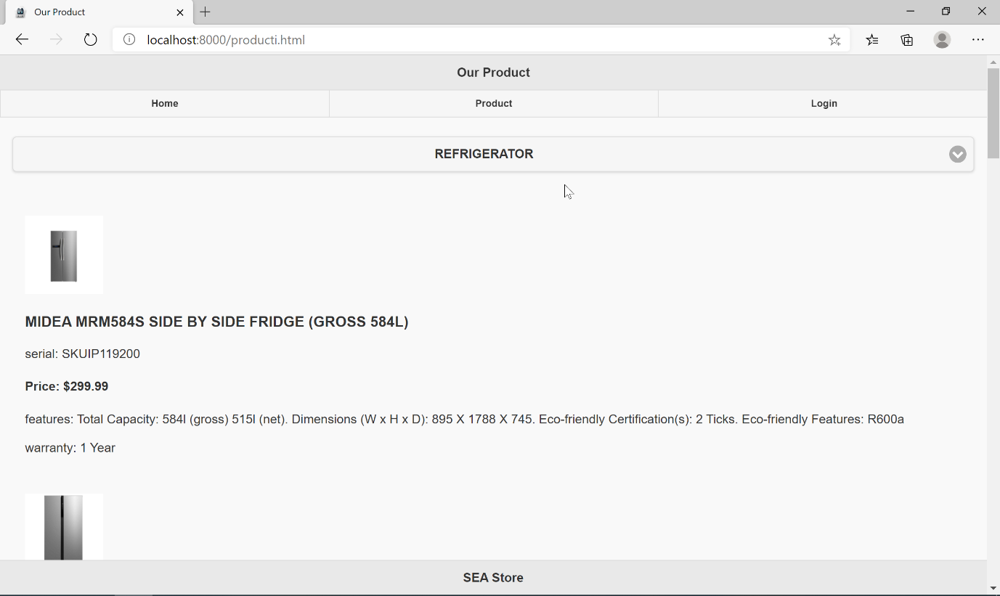 Our Product
localhost:8000/producti.html
Our Product
Home Product Login
REFRIGERATOR
MIDEA MRM584S SIDE BY SIDE FRIDGE (GROSS 584L)
serial: SKUIP119200
Price: $299.99
features: Total Capacity: 584l (gross) 515l (net). Dimensions (W x H x D): 895 X 1788 X 745. Eco-friendly Certification(s): 2 Ticks. Eco-friendly Features: R600a
warranty: 1 Year
SEA Store